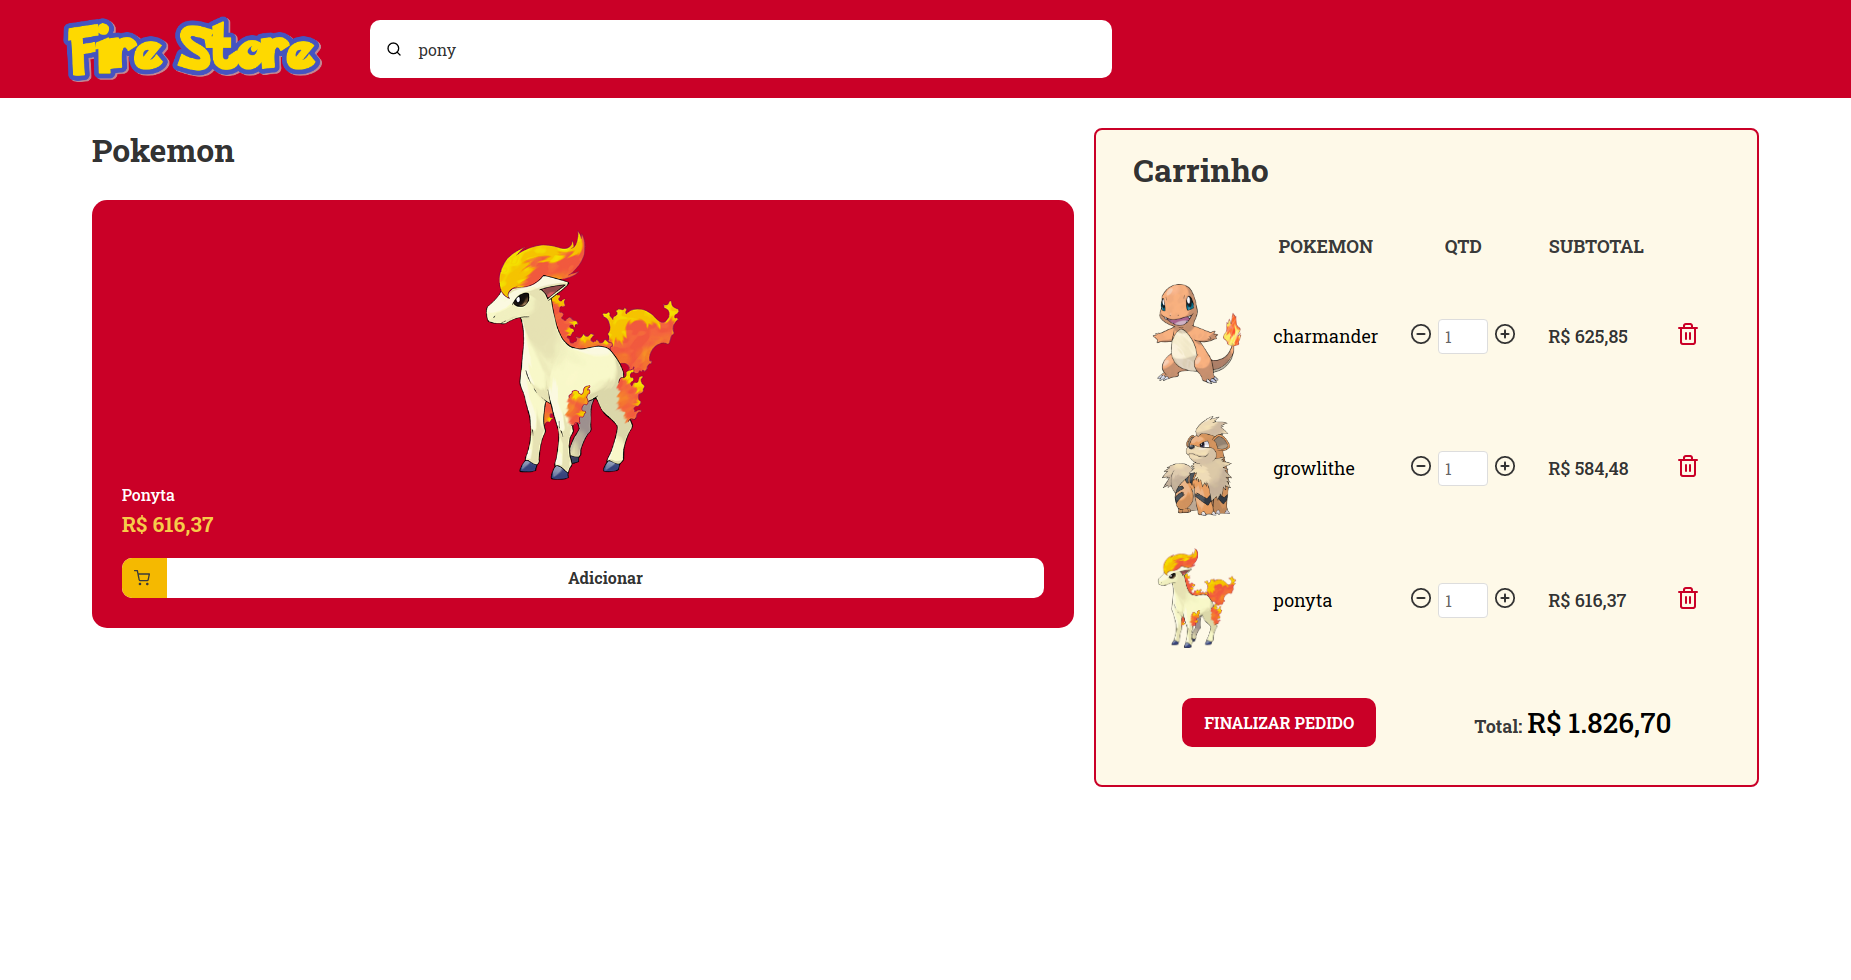 Fire Store
pony
Pokemon
Ponyta
R$ 616,37
Adicionar
Carrinho
POKEMON QTD SUBTOTAL
charmander 1 R$ 625,85
growlithe 1 R$ 584,48
ponyta 1 R$ 616,37
FINALIZAR PEDIDO Total: R$ 1.826,70